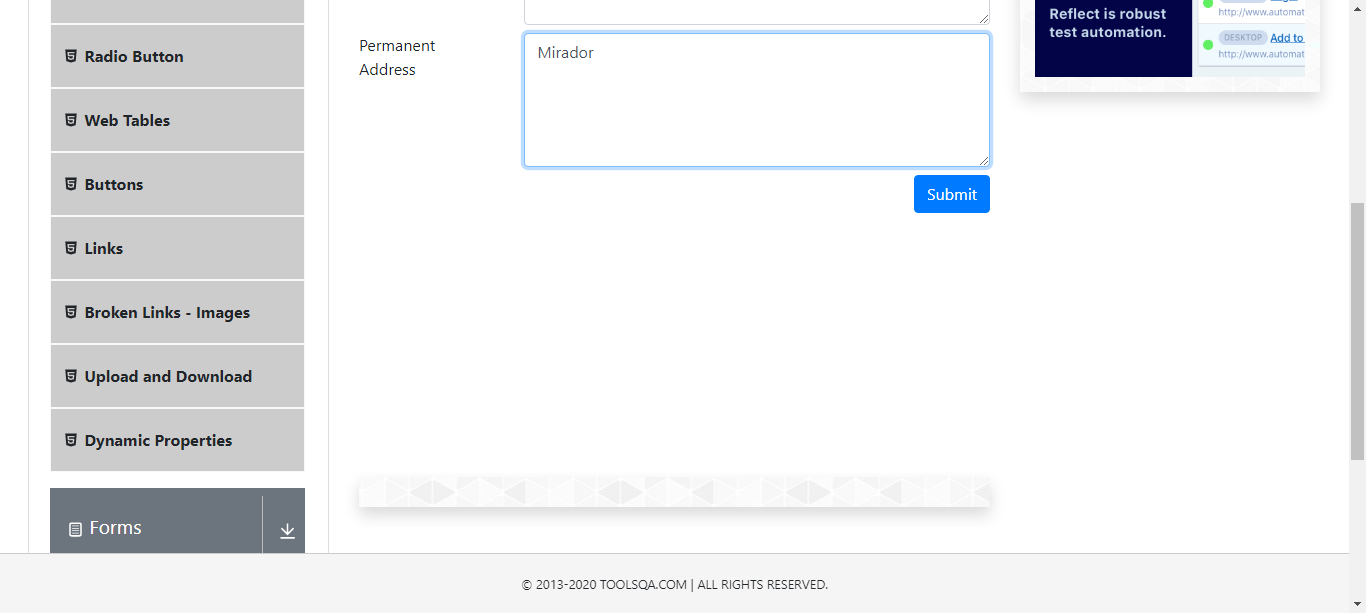 Radio Button
Web Tables
Buttons
Links
Broken Links - Images
Upload and Download
Dynamic Properties
Forms
Permanent
Address
Mirador
Submit
Reflect is robust
test automation.
http://www.automat
DESKTOP Add to
http://www.automat
© 2013-2020 TOOLSQA.COM | ALL RIGHTS RESERVED.